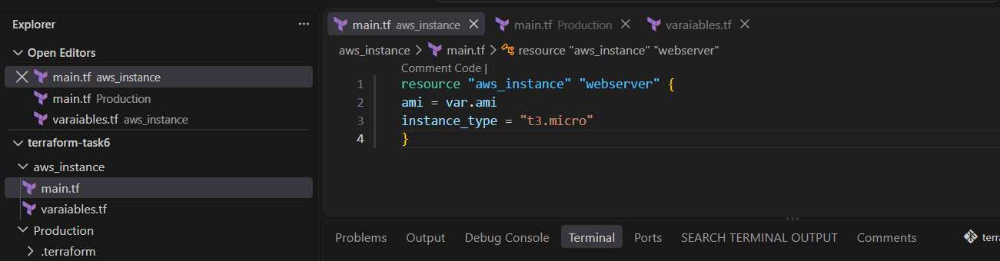 Explorer ...
Open Editors
main.tf aws_instance
main.tf Production
varaiables.tf aws_instance
terraform-task6
aws_instance
main.tf
varaiables.tf
Production
.terraform
main.tf aws_instance main.tf Production varaiables.tf
aws_instance > main.tf > resource "aws_instance" "webserver"
Comment Code |
1 resource "aws_instance" "webserver" {
2 ami = var.ami
3 instance_type = "t3.micro"
4 }
Problems Output Debug Console Terminal Ports SEARCH TERMINAL OUTPUT Comments